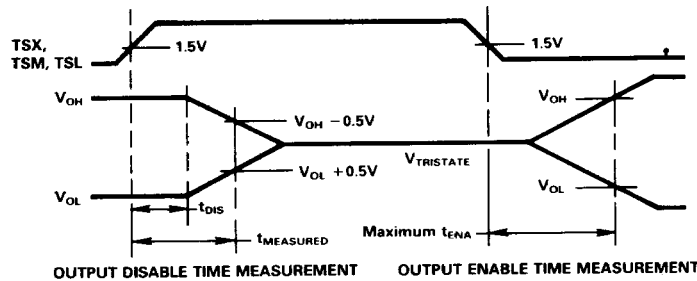 TSX,
TSM, TSL
1.5V
1.5V
VOH
VOH −0.5V
VOH
VOL +0.5V
VTRISTATE
VOL
VOL
tDIS
tMEASURED
Maximum tENA
OUTPUT DISABLE TIME MEASUREMENT
OUTPUT ENABLE TIME MEASUREMENT